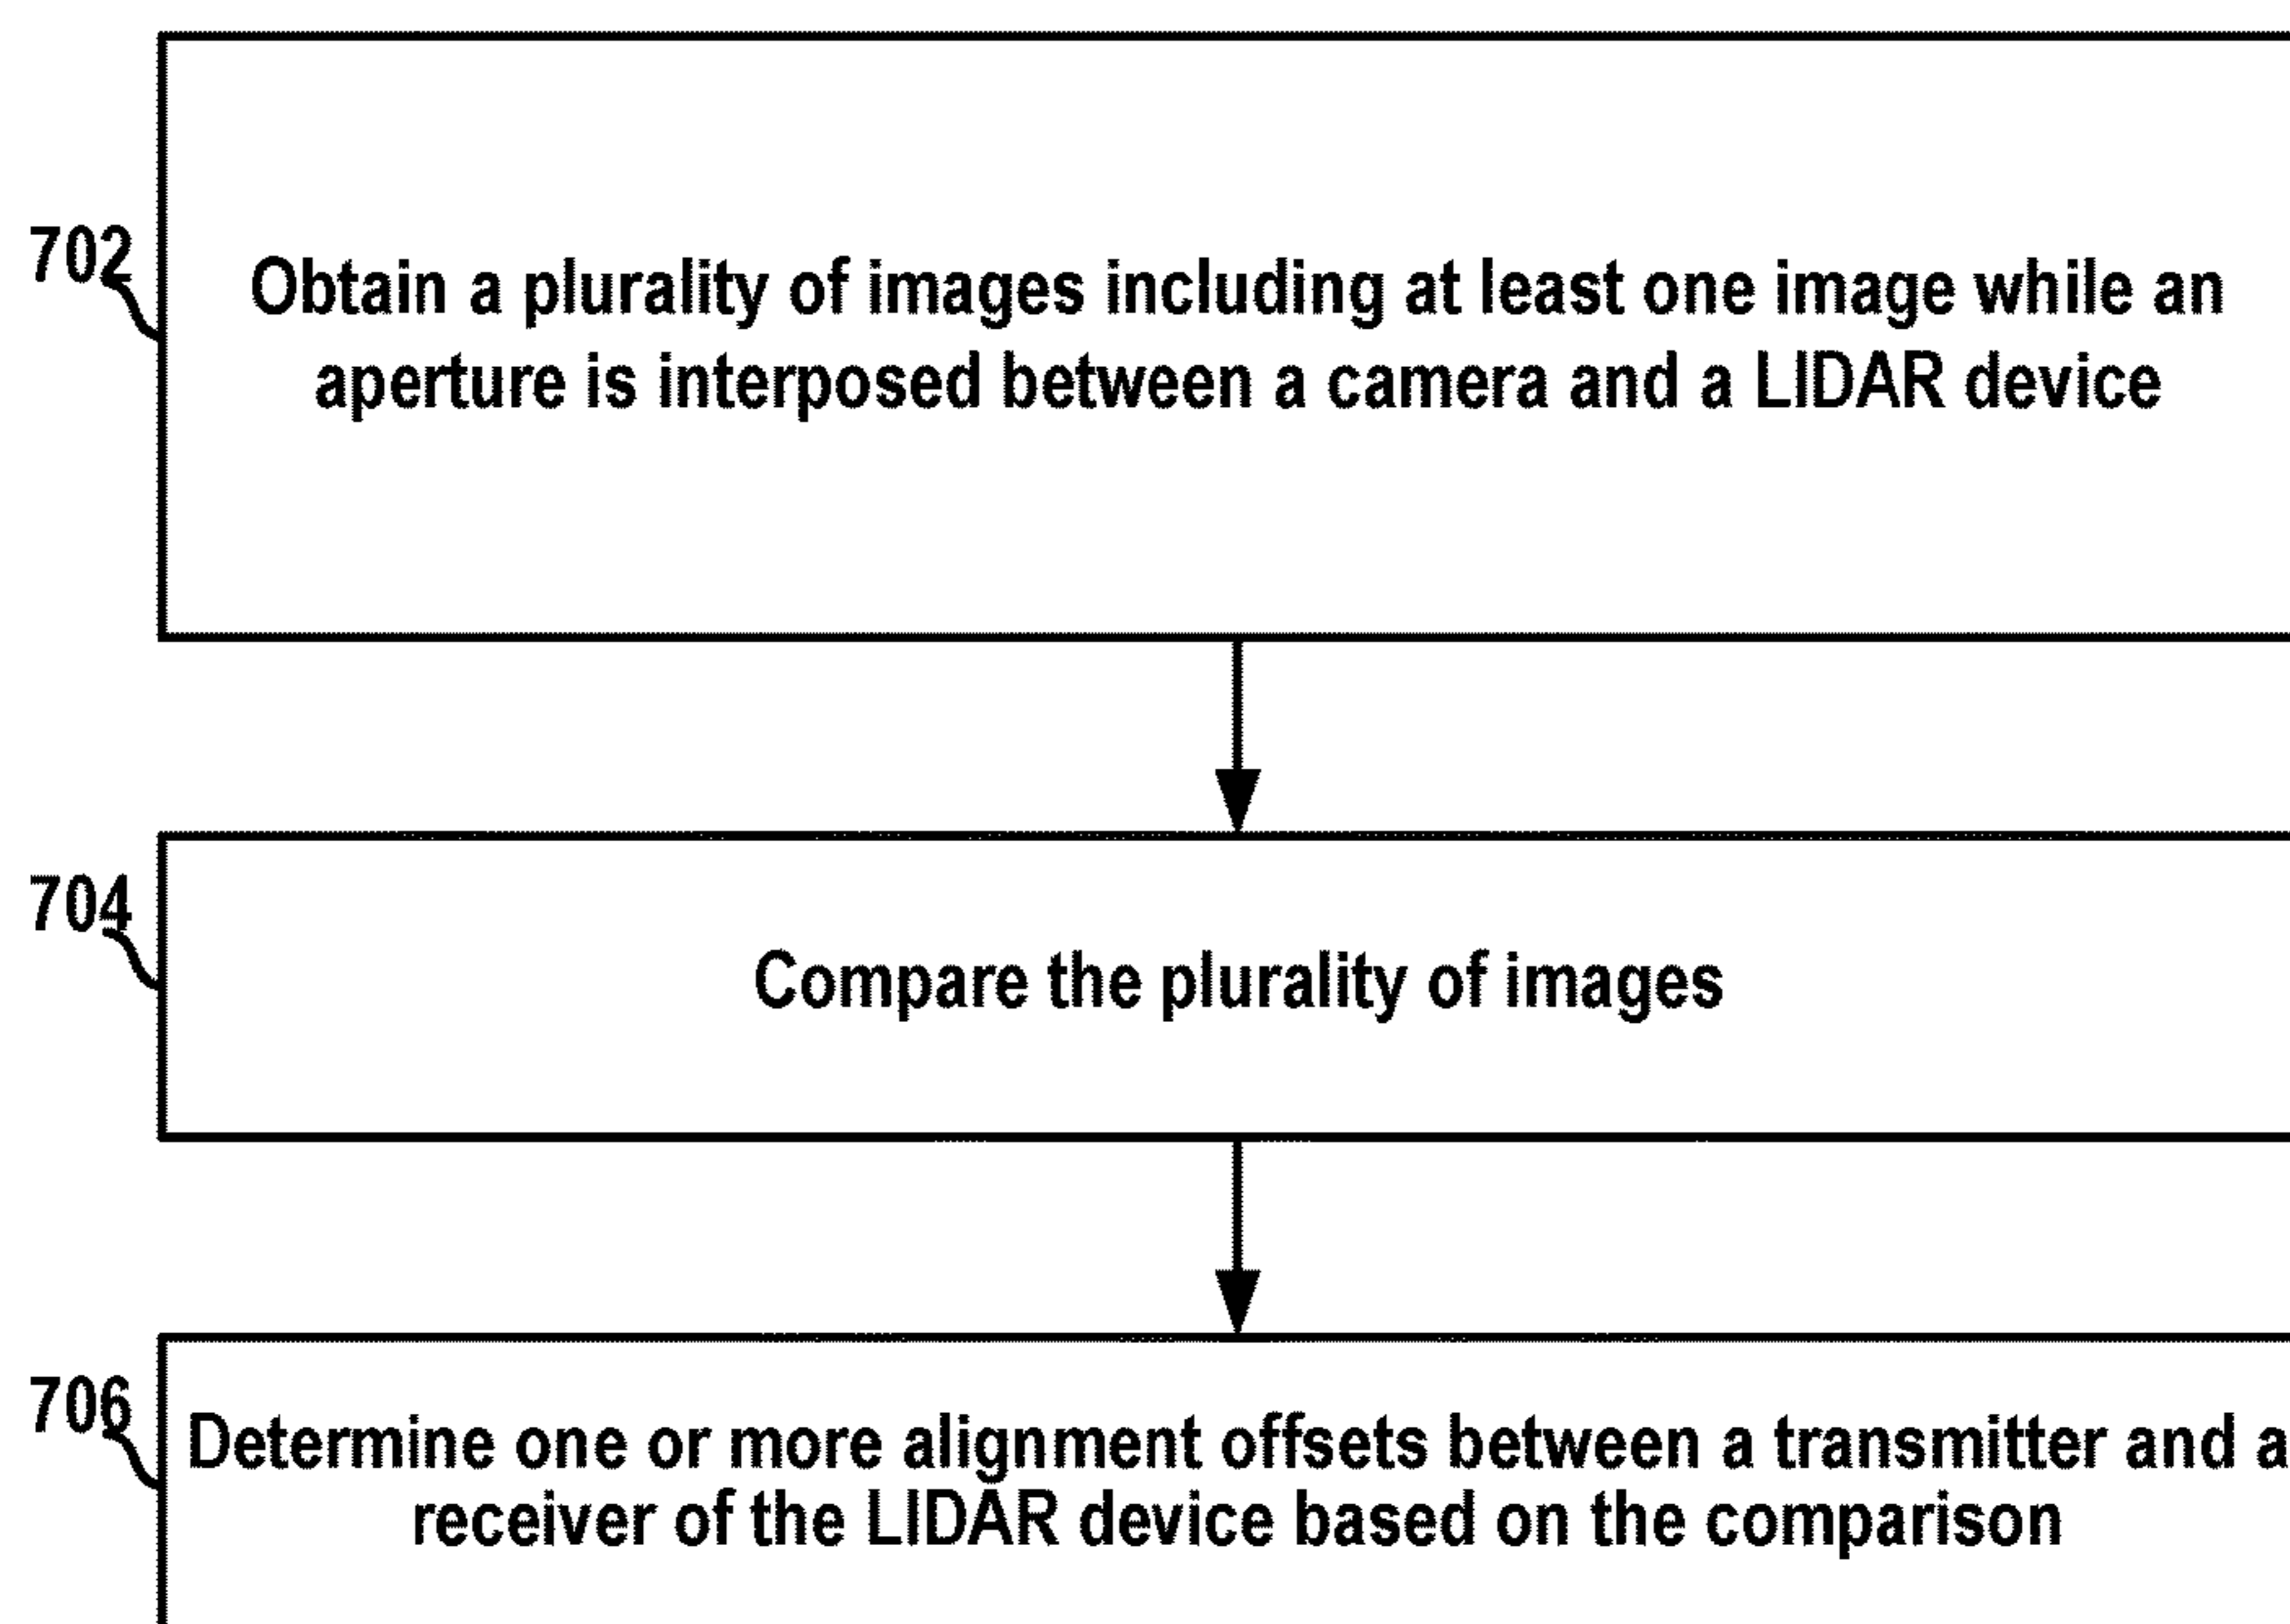 702
Obtain a plurality of images including at least one image while an
aperture is interposed between a camera and a LIDAR device
704
Compare the plurality of images
706
Determine one or more alignment offsets between a transmitter and a
receiver of the LIDAR device based on the comparison